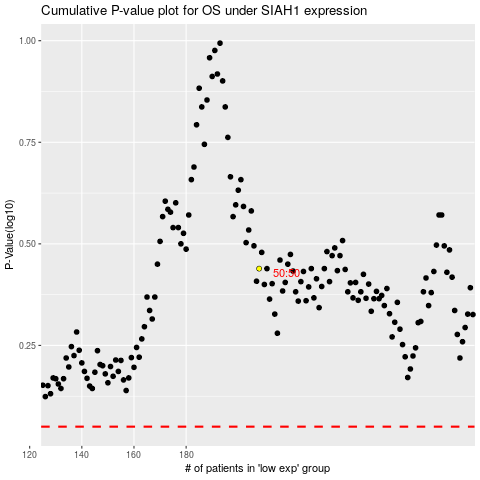 Cumulative P-value plot for OS under SIAH1 expression
1.00
0.75
0.50
0.25
P-Value(log10)
50:50
120 140 160 180
# of patients in 'low exp' group